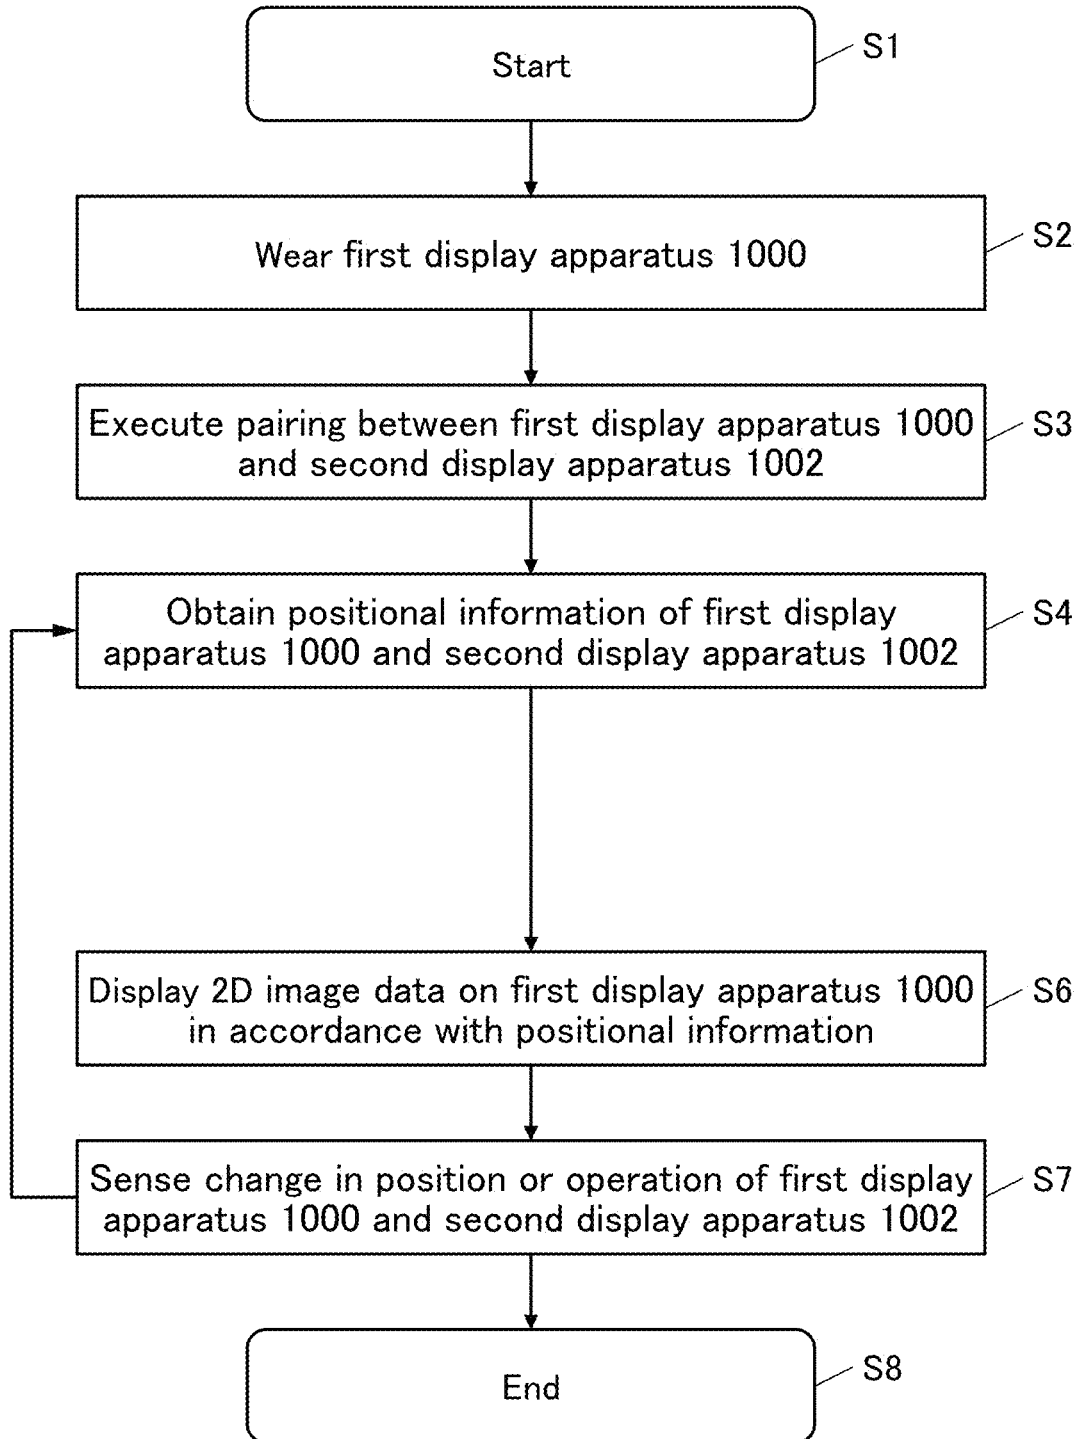 Start
S1
Wear first display apparatus 1000
S2
Execute pairing between first display apparatus 1000
and second display apparatus 1002
S3
Obtain positional information of first display
apparatus 1000 and second display apparatus 1002
S4
Display 2D image data on first display apparatus 1000
in accordance with positional information
S6
Sense change in position or operation of first display
apparatus 1000 and second display apparatus 1002
S7
End
S8